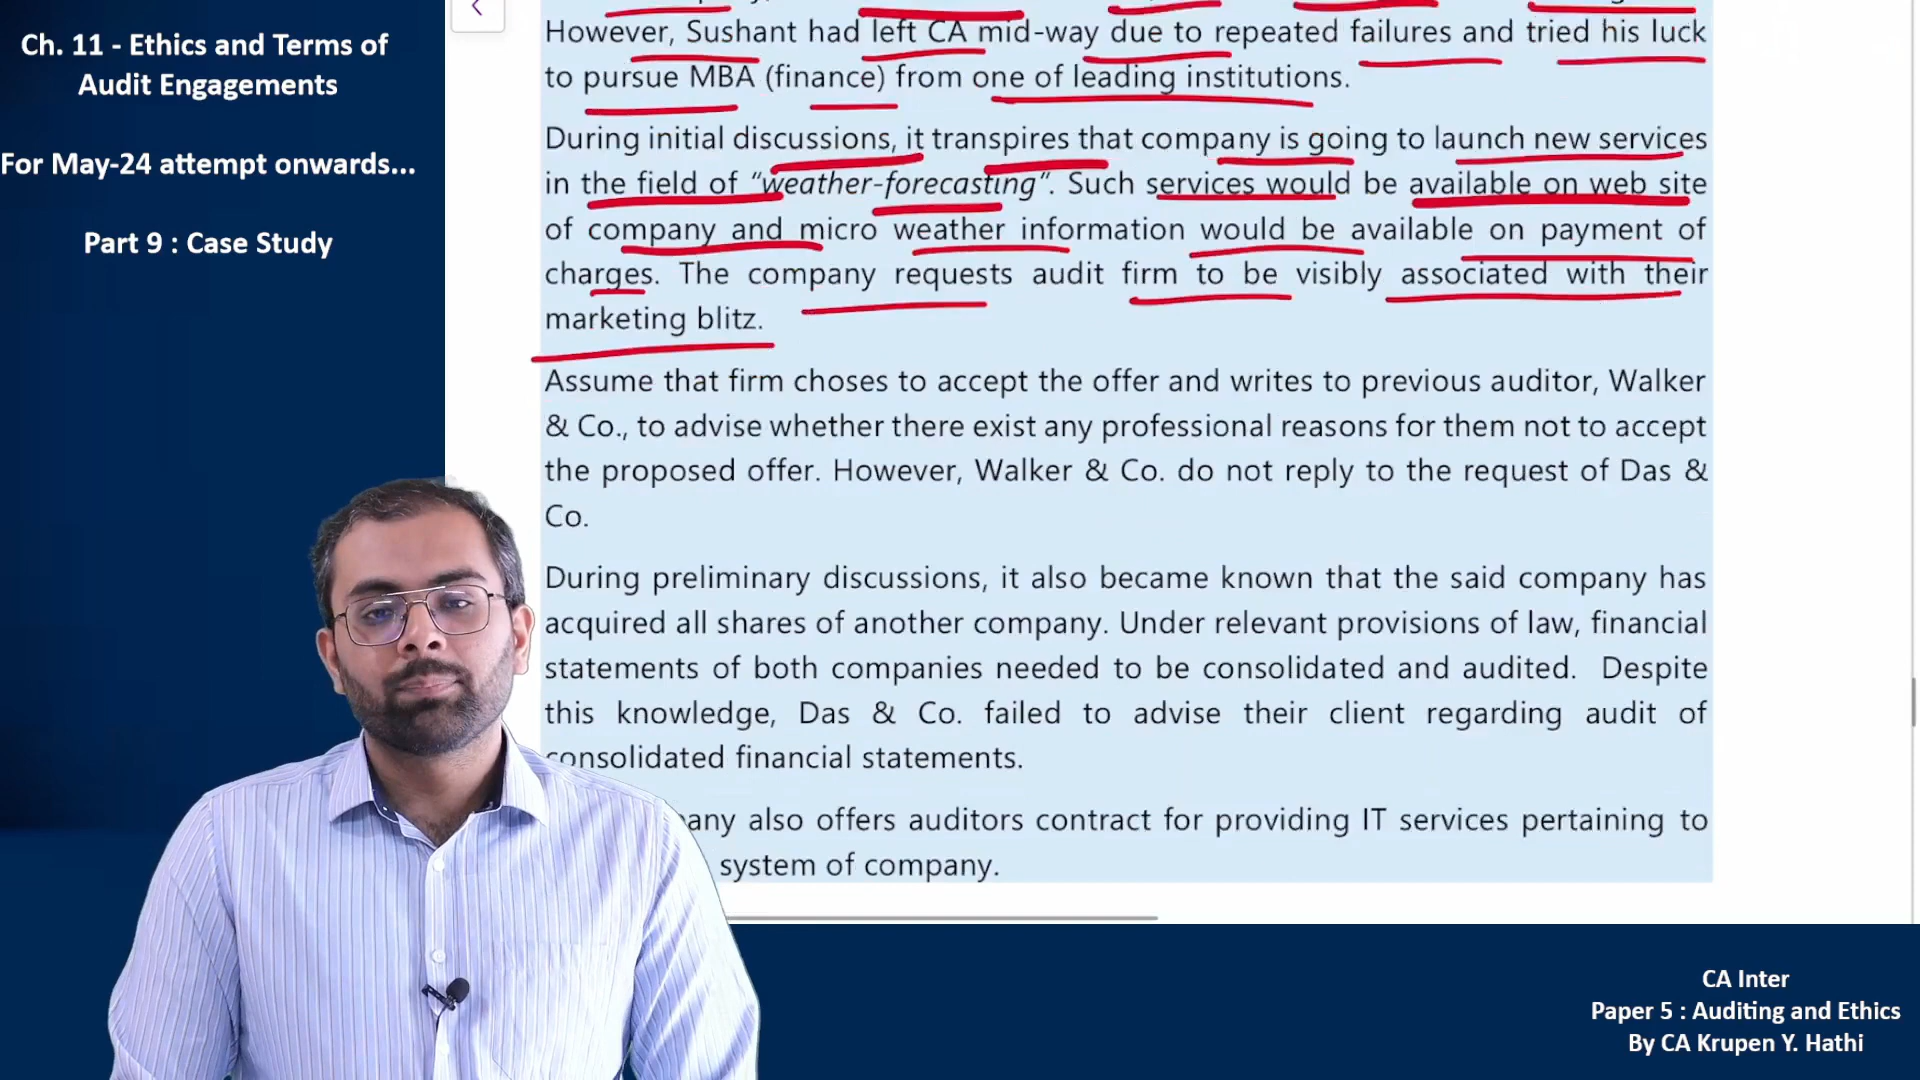 Ch. 11 - Ethics and Terms of
Audit Engagements
For May-24 attempt onwards...
Part 9 : Case Study
However, Sushant had left CA mid-way due to repeated failures and tried his luck
to pursue MBA (finance) from one of leading institutions.
During initial discussions, it transpires that company is going to launch new services
in the field of “weather-forecasting”. Such services would be available on web site
of company and micro weather information would be available on payment of
charges. The company requests audit firm to be visibly associated with their
marketing blitz.
Assume that firm choses to accept the offer and writes to previous auditor, Walker
& Co., to advise whether there exist any professional reasons for them not to accept
the proposed offer. However, Walker & Co. do not reply to the request of Das &
Co.
During preliminary discussions, it also became known that the said company has
acquired all shares of another company. Under relevant provisions of law, financial
statements of both companies needed to be consolidated and audited. Despite
this knowledge, Das & Co. failed to advise their client regarding audit of
consolidated financial statements.
also offers auditors contract for providing IT services pertaining to
system of company.
CA Inter
Paper 5 : Auditing and Ethics
By CA Krupen Y. Hathi